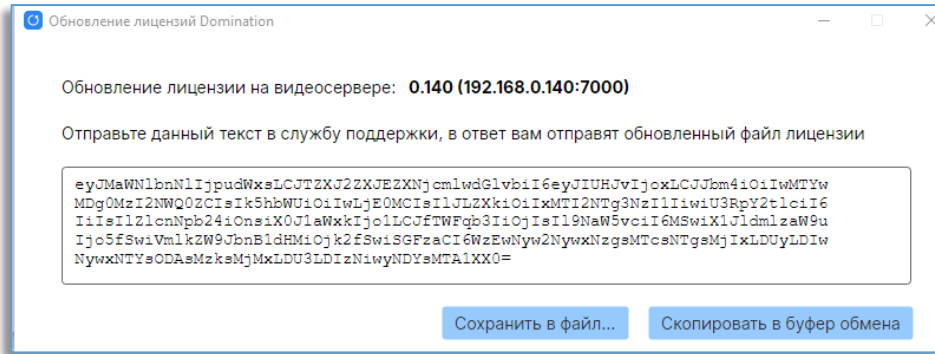 Обновление лицензий Domination
Обновление лицензии на видеосервере: 0.140 (192.168.0.140:7000)
Отправьте данный текст в службу поддержки, в ответ вам отправят обновленный файл лицензии
eyJMaWNlbnNlIjpudWxsLCJTZXJ2ZXJEZXNjcmlwdGlvbiI6eyJIUHJvIjoxLCJJbm4iOiIwMTYw
MDg0MzI2NWQ0ZCIsIk5hbWUiOiIwLjE0MCIsIlJLZXkiOiIxMTI2NTg3NzI1IiwiU3RpY2tlciI6
IiIsIlZlcnNpb24iOnsiX0J1aWxkIjo1LCJfTWFqb3IiOjIsIl9NaW5vciI6MSwiX1JldmlzaW9u
Ijo5fSwiVmlkZW9JbnB1dHMiOjk2fSwiSGFzaCI6WzEwNyw2NywxNzgsMTcsNTgsMjIxLDUyLDIw
NywxNTYsODAsMzksMjMxLDU3LDIzNiwyNDYsMTA1XX0=
Сохранить в файл... Скопировать в буфер обмена